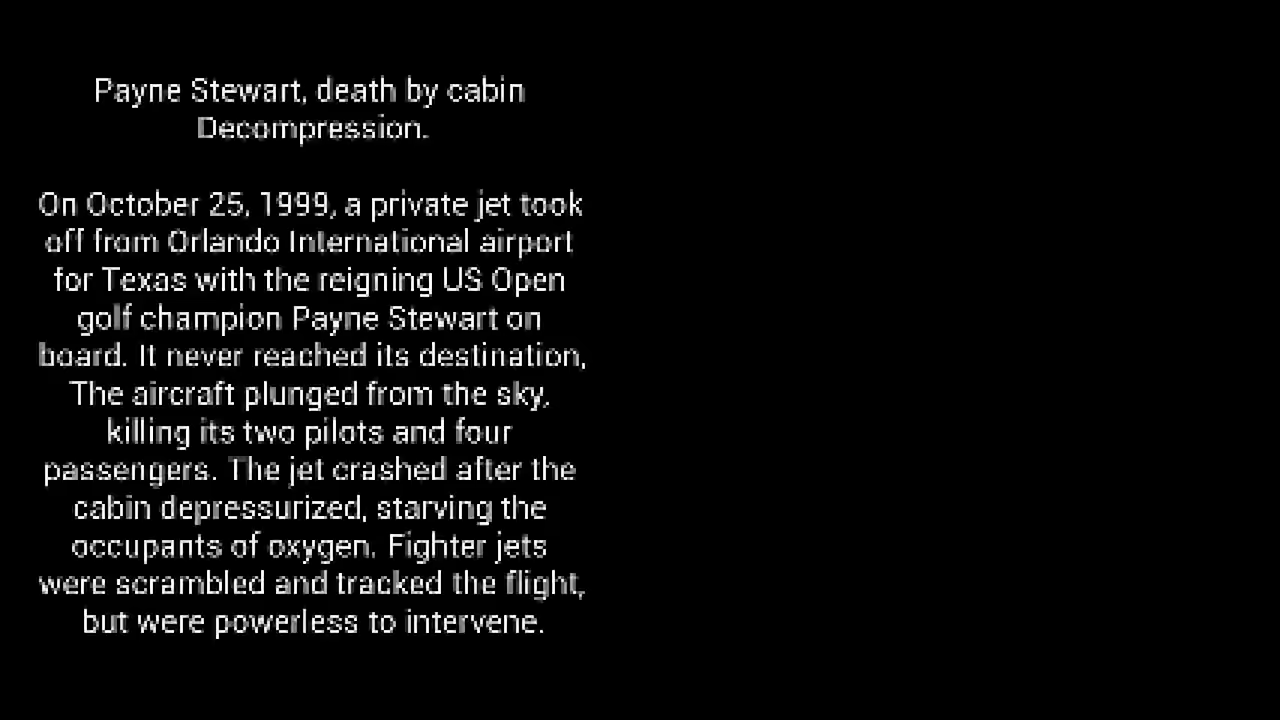 Payne Stewart, death by cabin
Decompression.
On October 25, 1999, a private jet took
off from Orlando International airport
for Texas with the reigning US Open
golf champion Payne Stewart on
board. It never reached its destination,
The aircraft plunged from the sky,
killing its two pilots and four
passengers. The jet crashed after the
cabin depressurized, starving the
occupants of oxygen. Fighter jets
were scrambled and tracked the flight,
but were powerless to intervene.